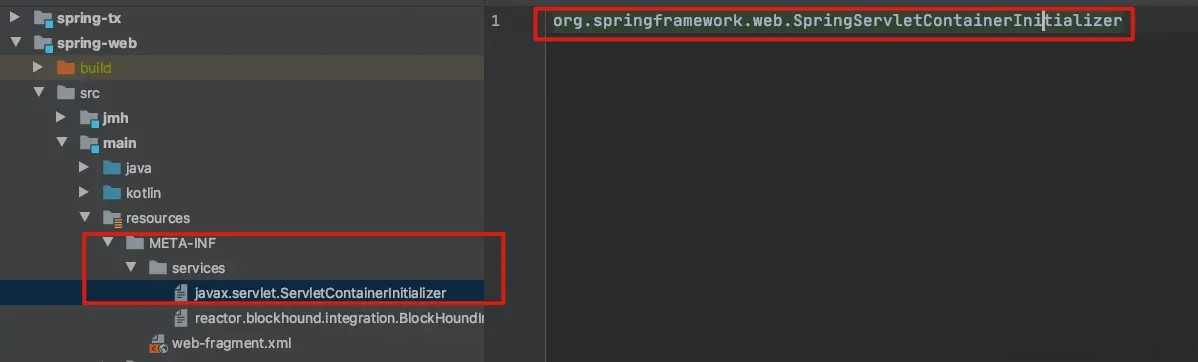 spring-tx
spring-web
build
src
jmh
main
java
kotlin
resources
META-INF
services
javax.servlet.ServletContainerInitializer
reactor.blockhound.integration.BlockHoundIn
web-fragment.xml
1 org.springframework.web.SpringServletContainerInitializer